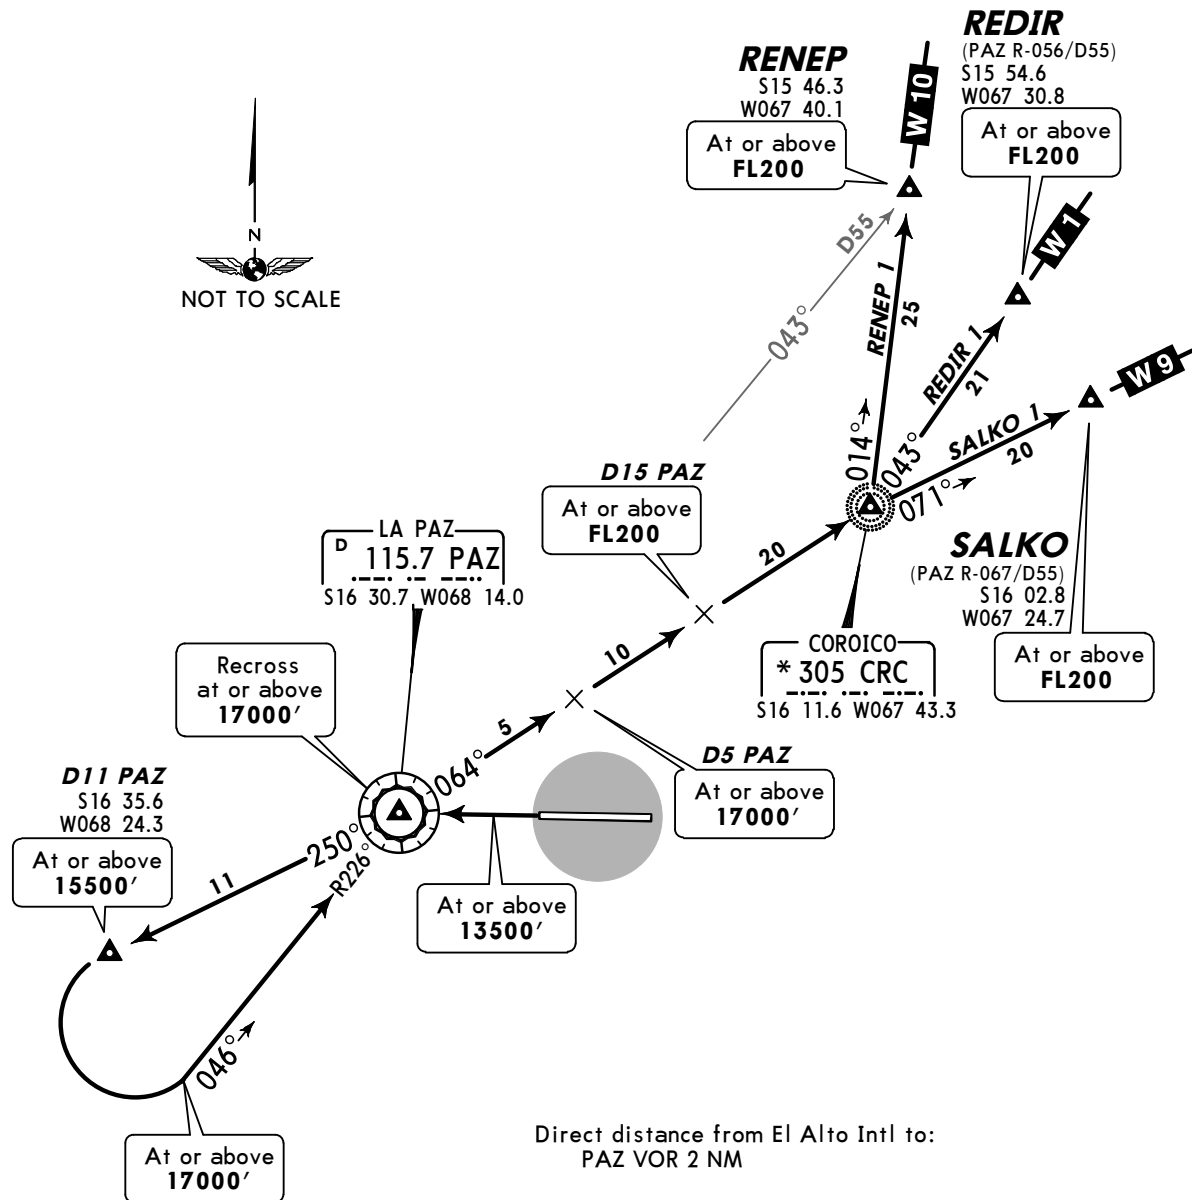 REDIR
(PAZ R-056/D55)
S15 54.6
W067 30.8
At or above
FL200
RENEP
S15 46.3
W067 40.1
At or above
FL200
W 10
W 1
W 9
N
NOT TO SCALE
D55
043°
RENEP 1
25
REDIR 1
21
SALKO 1
20
014°
043°
071°
D15 PAZ
At or above
FL200
SALKO
(PAZ R-067/D55)
S16 02.8
W067 24.7
At or above
FL200
LA PAZ
D 115.7 PAZ
S16 30.7 W068 14.0
20
10
5
064°
COROICO
* 305 CRC
S16 11.6 W067 43.3
Recross
at or above
17000'
D5 PAZ
At or above
17000'
D11 PAZ
S16 35.6
W068 24.3
At or above
15500'
250°
R226°
11
At or above
13500'
046°
At or above
17000'
Direct distance from El Alto Intl to:
PAZ VOR 2 NM